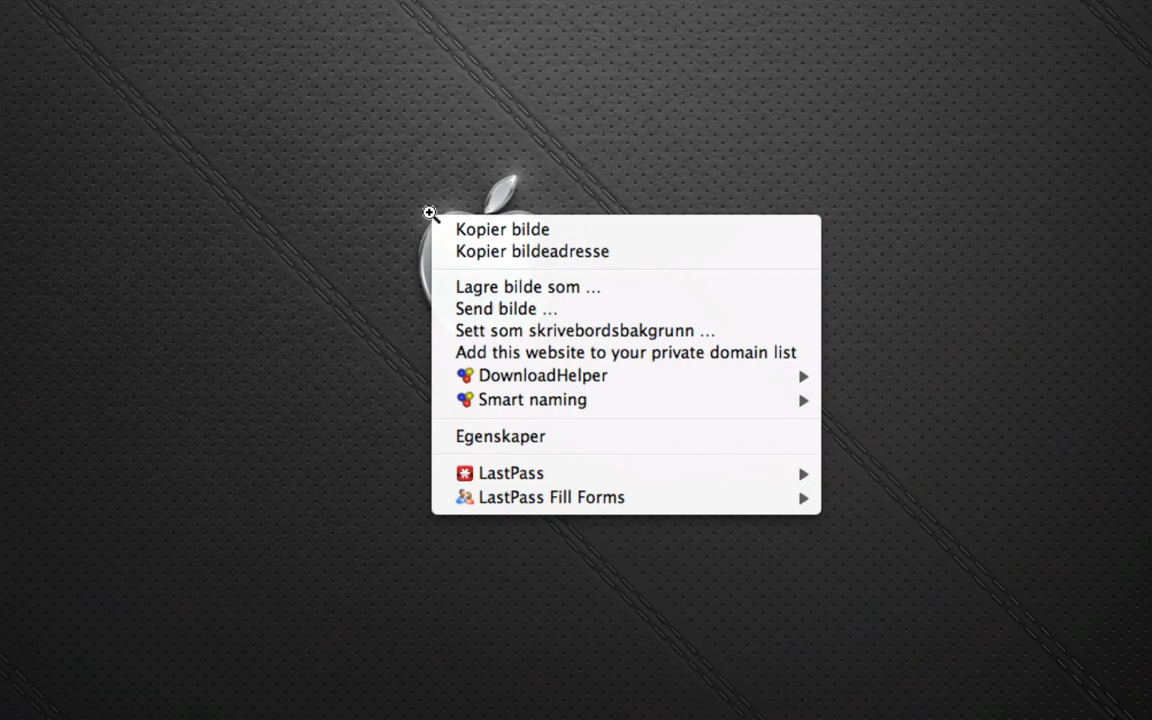 Kopier bilde
Kopier bildeadresse
Lagre bilde som ...
Send bilde ...
Sett som skrivebordsbakgrunn ...
Add this website to your private domain list
DownloadHelper
Smart naming
Egenskaper
LastPass
LastPass Fill Forms